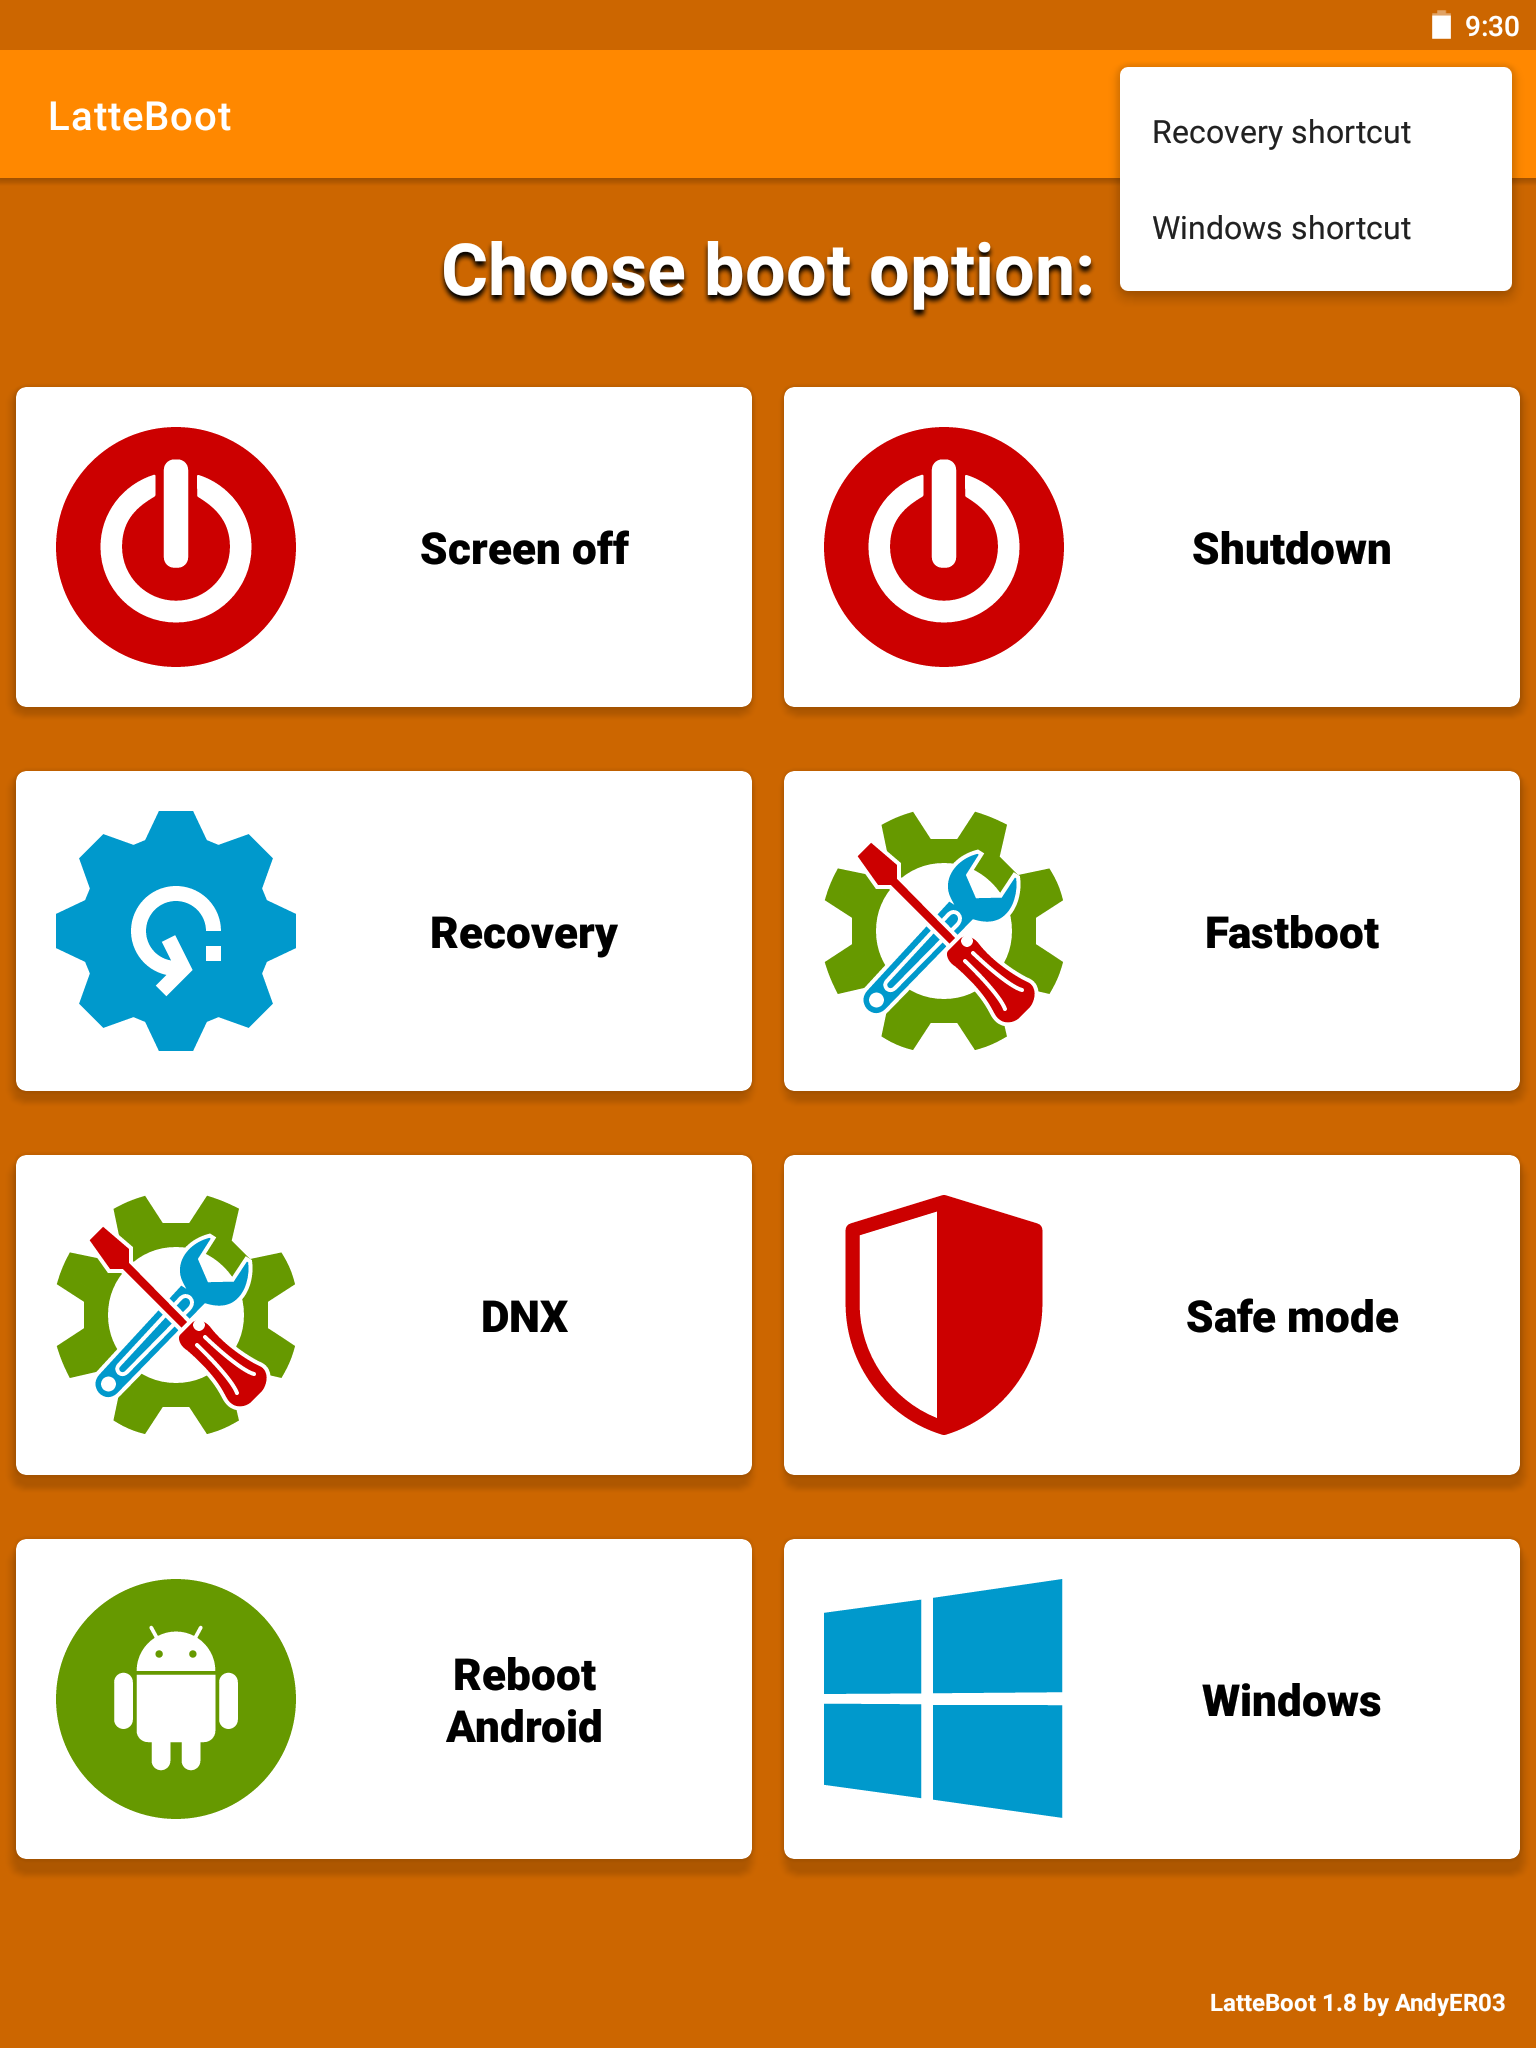 9:30
LatteBoot
Recovery shortcut
Windows shortcut
Choose boot option:
Screen off
Shutdown
Recovery
Fastboot
DNX
Safe mode
Reboot
Android
Windows
LatteBoot 1.8 by AndyER03